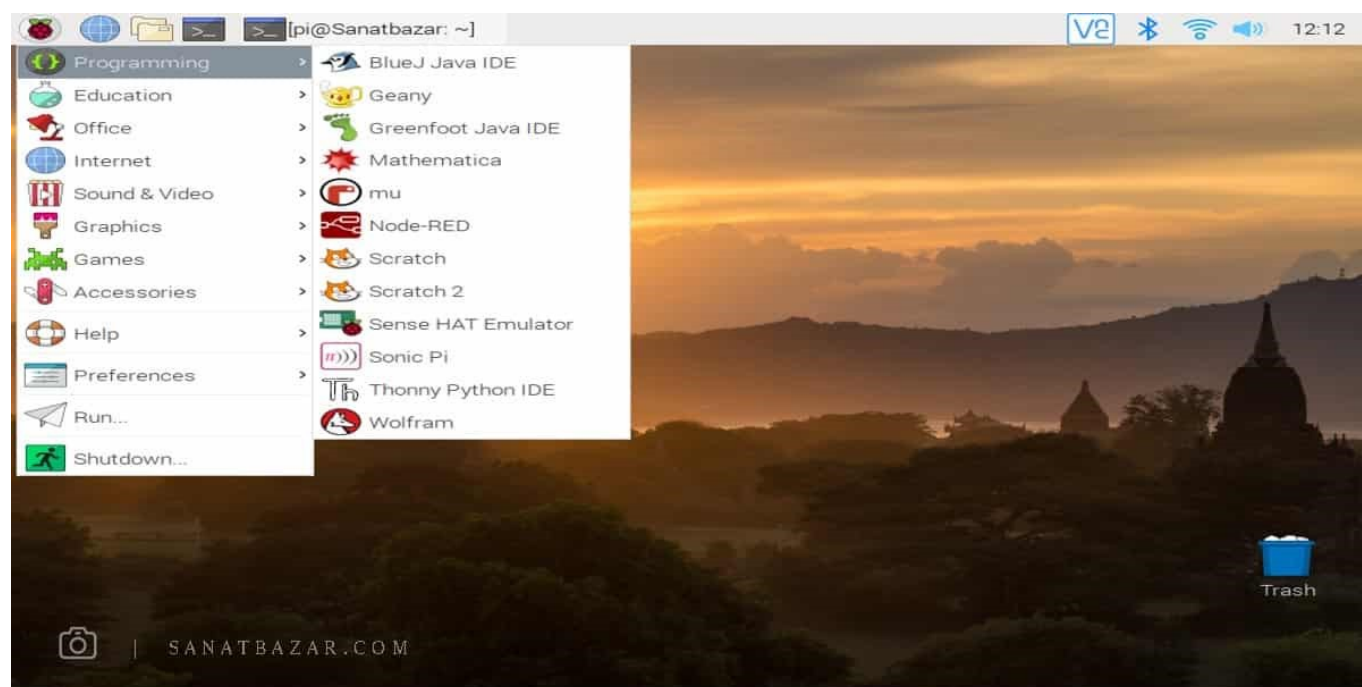 [pi@Sanatbazar: ~]
V2
12:12
Programming
Education
Office
Internet
Sound & Video
Graphics
Games
Accessories
Help
Preferences
Run...
Shutdown...
BlueJ Java IDE
Geany
Greenfoot Java IDE
Mathematica
mu
Node-RED
Scratch
Scratch 2
Sense HAT Emulator
π)))
Sonic Pi
Th
Thonny Python IDE
Wolfram
Trash
| SANATBAZAR.COM